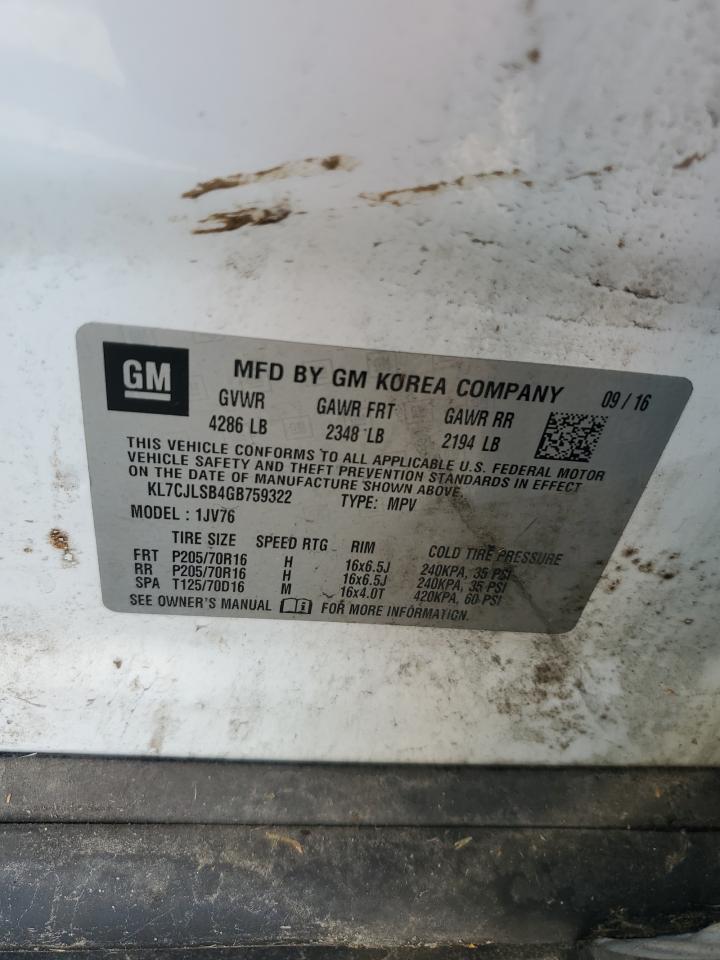 GM MFD BY GM KOREA COMPANY 09 / 16
GVWR GAWR FRT GAWR RR
4286 LB 2348 LB 2194 LB
THIS VEHICLE CONFORMS TO ALL APPLICABLE U.S. FEDERAL MOTOR
VEHICLE SAFETY AND THEFT PREVENTION STANDARDS IN EFFECT
ON THE DATE OF MANUFACTURE SHOWN ABOVE.
KL7CJLSB4GB759322 TYPE: MPV
MODEL : 1JV76
TIRE SIZE SPEED RTG RIM COLD TIRE PRESSURE
FRT P205/70R16 H 16x6.5J 240KPA, 35 PSI
RR P205/70R16 H 16x6.5J 240KPA, 35 PSI
SPA T125/70D16 M 16x4.0T 420KPA, 60 PSI
SEE OWNER'S MANUAL FOR MORE INFORMATION.